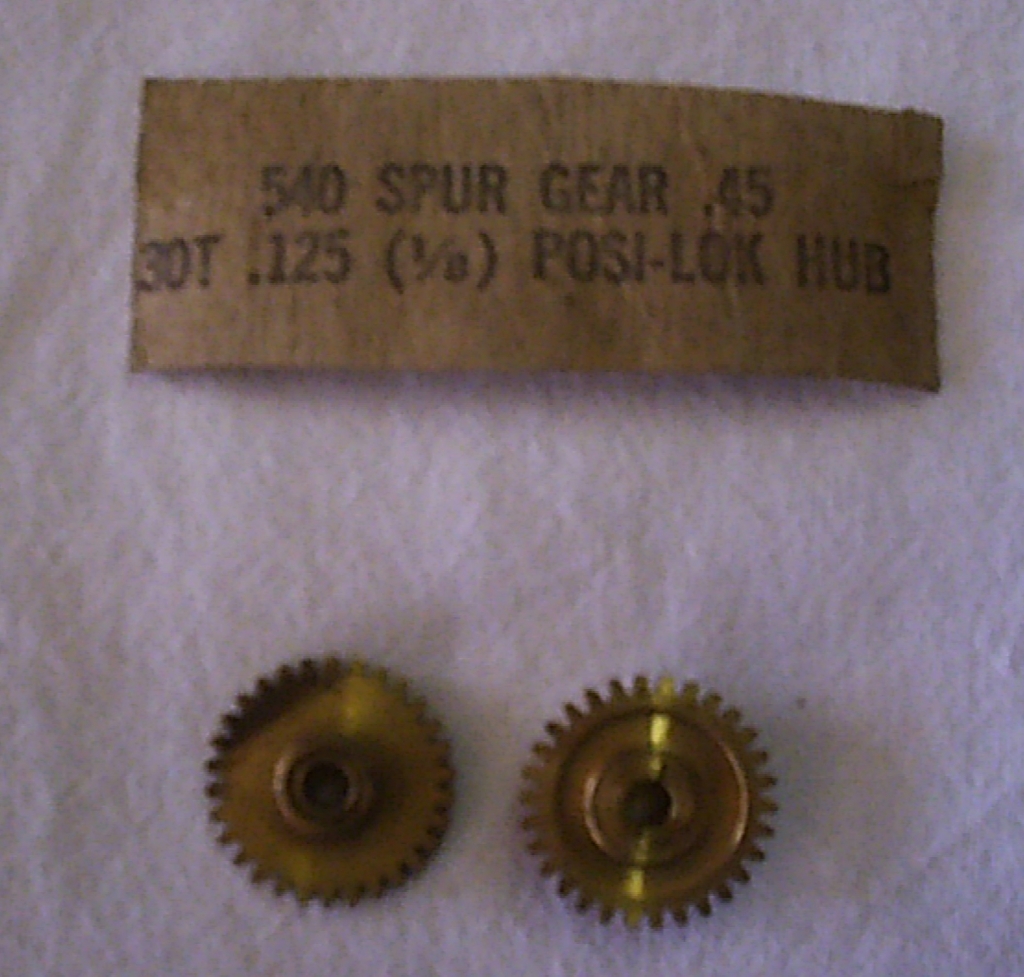 540 SPUR GEAR .45
30T .125 (⅛) POSI-LOK HUB